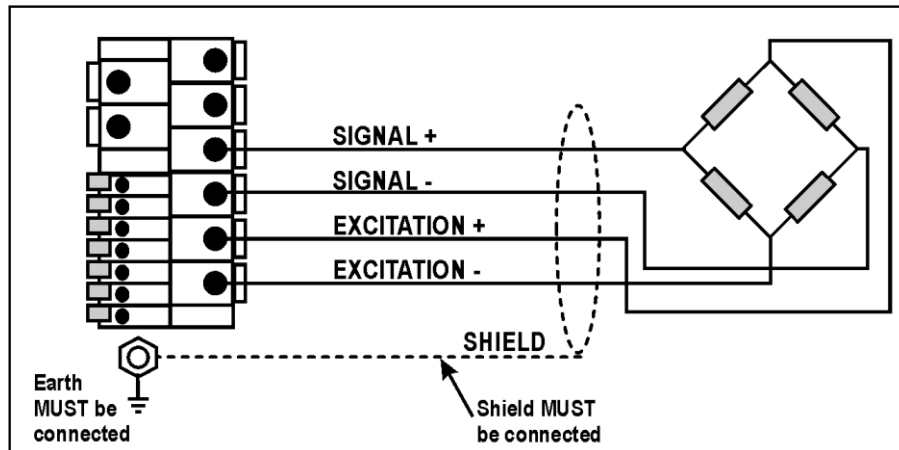 SIGNAL +
SIGNAL -
EXCITATION +
EXCITATION -
SHIELD
Earth
MUST be
connected
Shield MUST
be connected